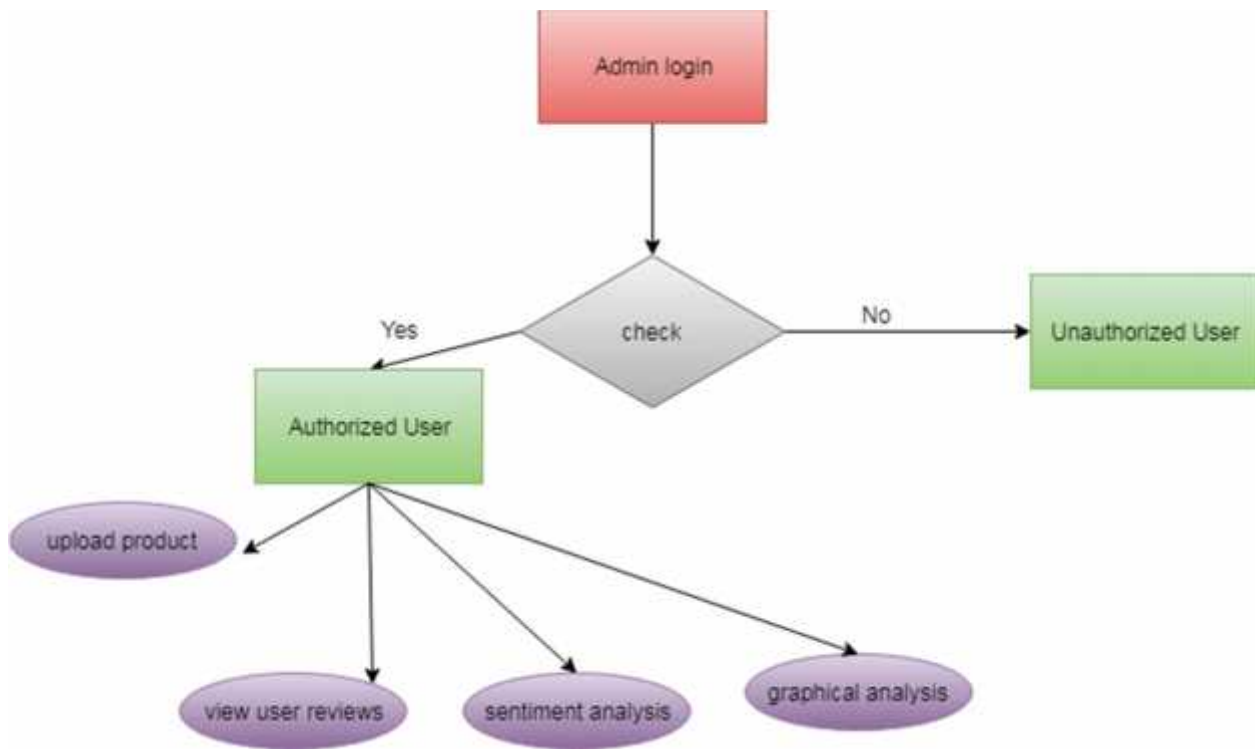 Admin login
check
Yes
No
Unauthorized User
Authorized User
upload product
view user reviews
sentiment analysis
graphical analysis